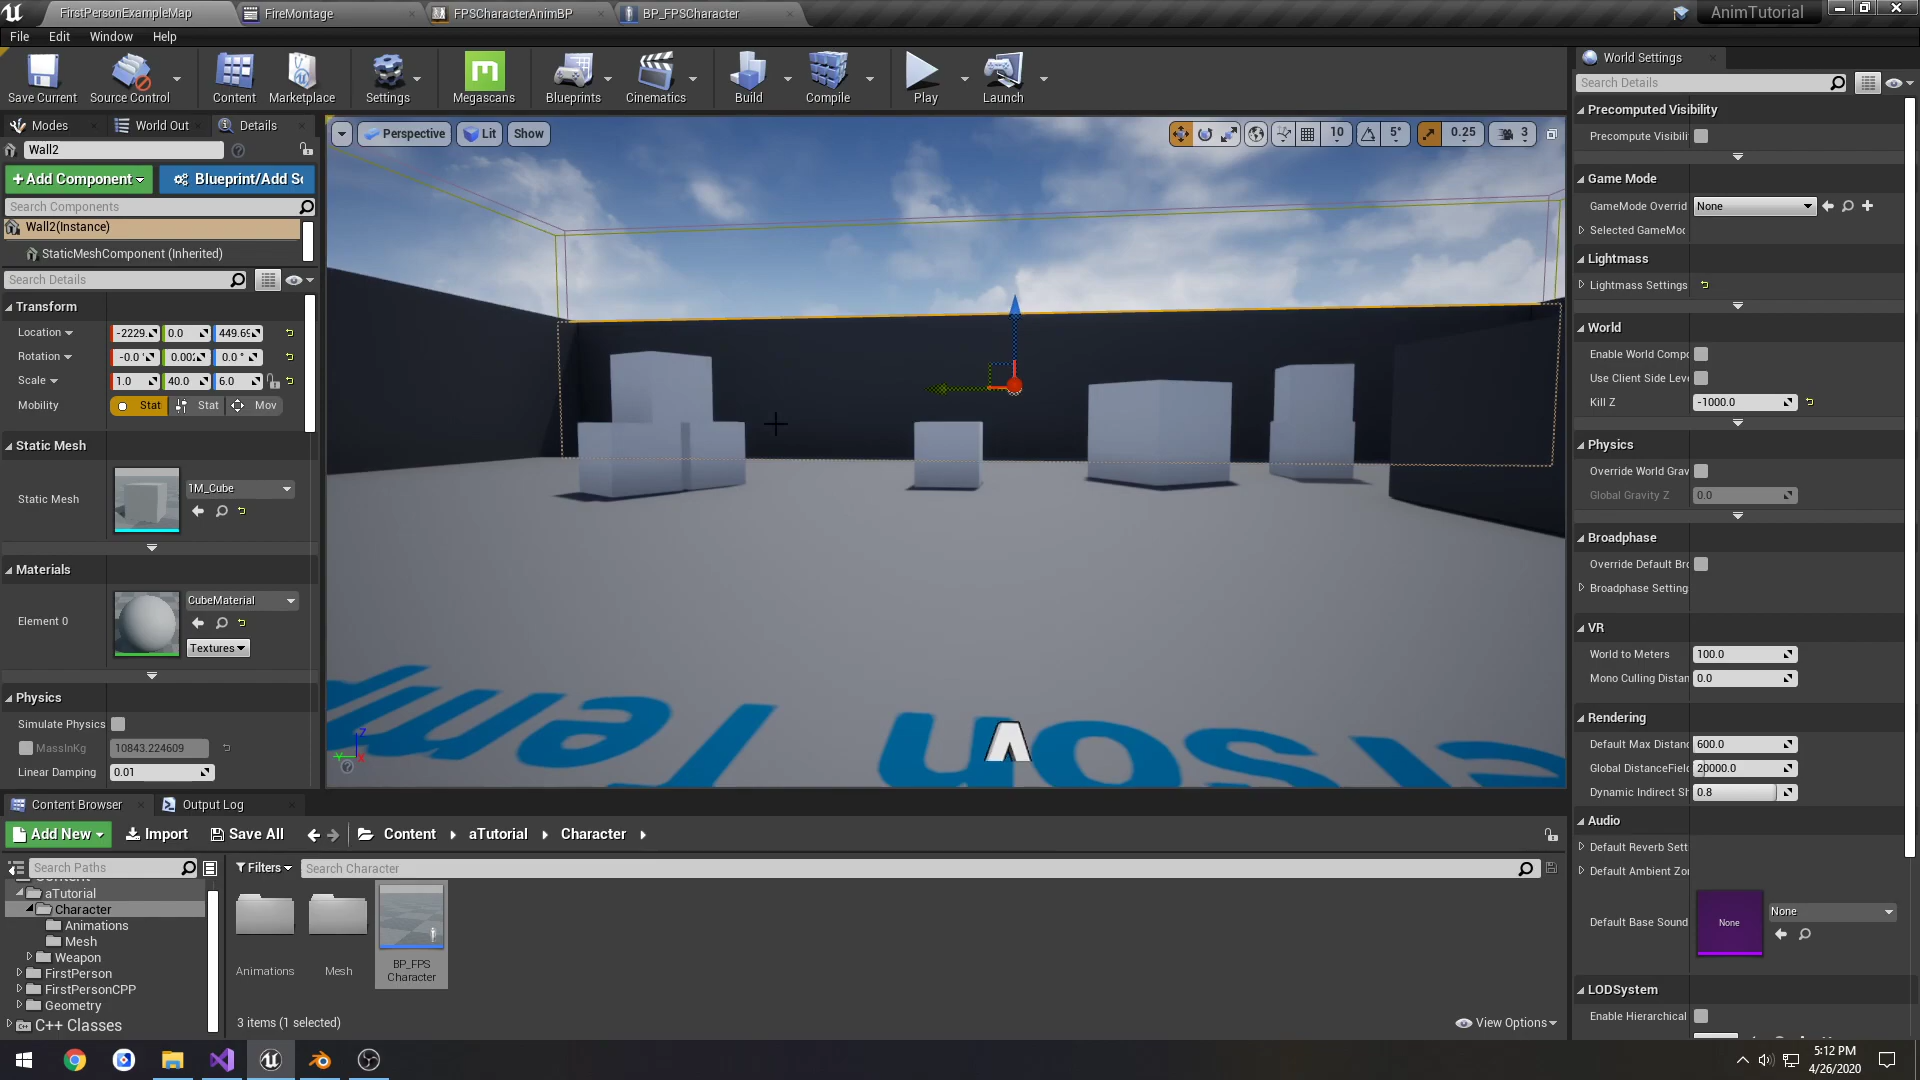 FirstPersonExampleMap
FireMontage
FPSCharacterAnimBP
BP_FPSCharacter
AnimTutorial
File Edit Window Help
Save Current
Source Control
Content
Marketplace
Settings
Megascans
Blueprints
Cinematics
Build
Compile
Play
Launch
Modes
World Out
Details
Wall2
+Add Component
Blueprint/Add Sc
Search Components
Wall2(Instance)
StaticMeshComponent (Inherited)
Search Details
Transform
Location -2229. 0.0 449.69
Rotation -0.0 ° 0.002 0.0 °
Scale 1.0 40.0 6.0
Mobility Stat Stat Mov
Static Mesh
Static Mesh
1M_Cube
Materials
Element 0
CubeMaterial
Textures
Physics
Simulate Physics
MassInKg 10843.224609
Linear Damping 0.01
Perspective
Lit
Show
10
5°
0.25
3
erson Temp
World Settings
Search Details
Precomputed Visibility
Precompute Visibili
Game Mode
GameMode Overrid None
Selected GameMoc
Lightmass
Lightmass Settings
World
Enable World Compo
Use Client Side Leve
Kill Z -1000.0
Physics
Override World Grav
Global Gravity Z 0.0
Broadphase
Override Default Bro
Broadphase Setting
VR
World to Meters 100.0
Mono Culling Distan 0.0
Rendering
Default Max Distanc 600.0
Global DistanceField 20000.0
Dynamic Indirect Sh 0.8
Audio
Default Reverb Sett
Default Ambient Zon
Default Base Sound
None
None
LODSystem
Enable Hierarchical
Content Browser
Output Log
Add New
Import
Save All
Content
aTutorial
Character
Search Paths
Filters
Search Character
aTutorial
Character
Animations
Mesh
Weapon
FirstPerson
FirstPersonCPP
Geometry
C++ Classes
Animations
Mesh
BP_FPS
Character
3 items (1 selected)
View Options
5:12 PM
4/26/2020